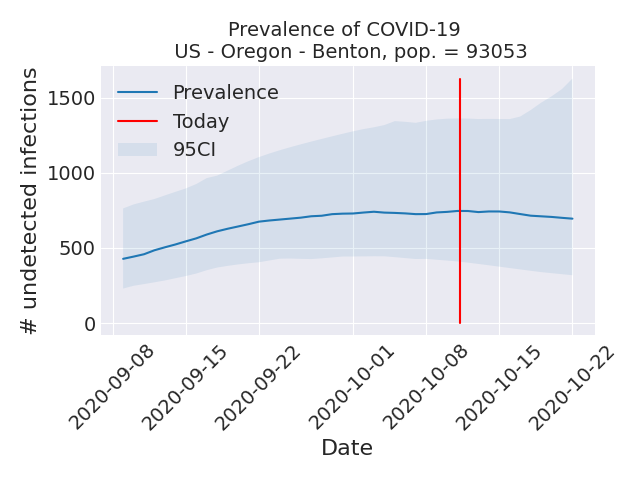 Prevalence of COVID-19
US - Oregon - Benton, pop. = 93053
# undetected infections
1500
1000
500
0
Prevalence
Today
95CI
2020-09-08
2020-09-15
2020-09-22
2020-10-01
2020-10-08
2020-10-15
2020-10-22
Date